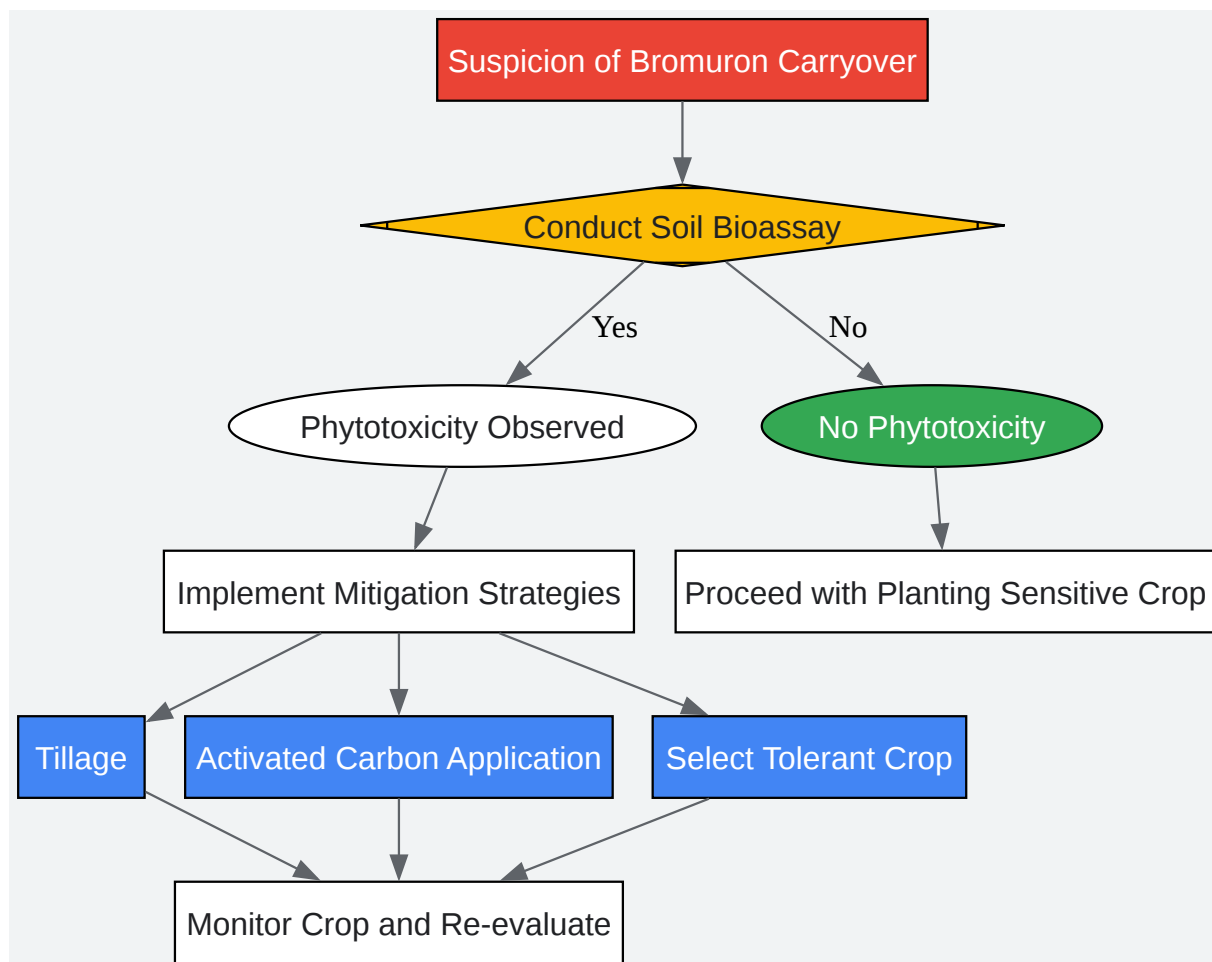 Suspicion of Bromuron Carryover
Conduct Soil Bioassay
Yes
No
Phytotoxicity Observed
No Phytotoxicity
Implement Mitigation Strategies
Proceed with Planting Sensitive Crop
Tillage
Activated Carbon Application
Select Tolerant Crop
Monitor Crop and Re-evaluate